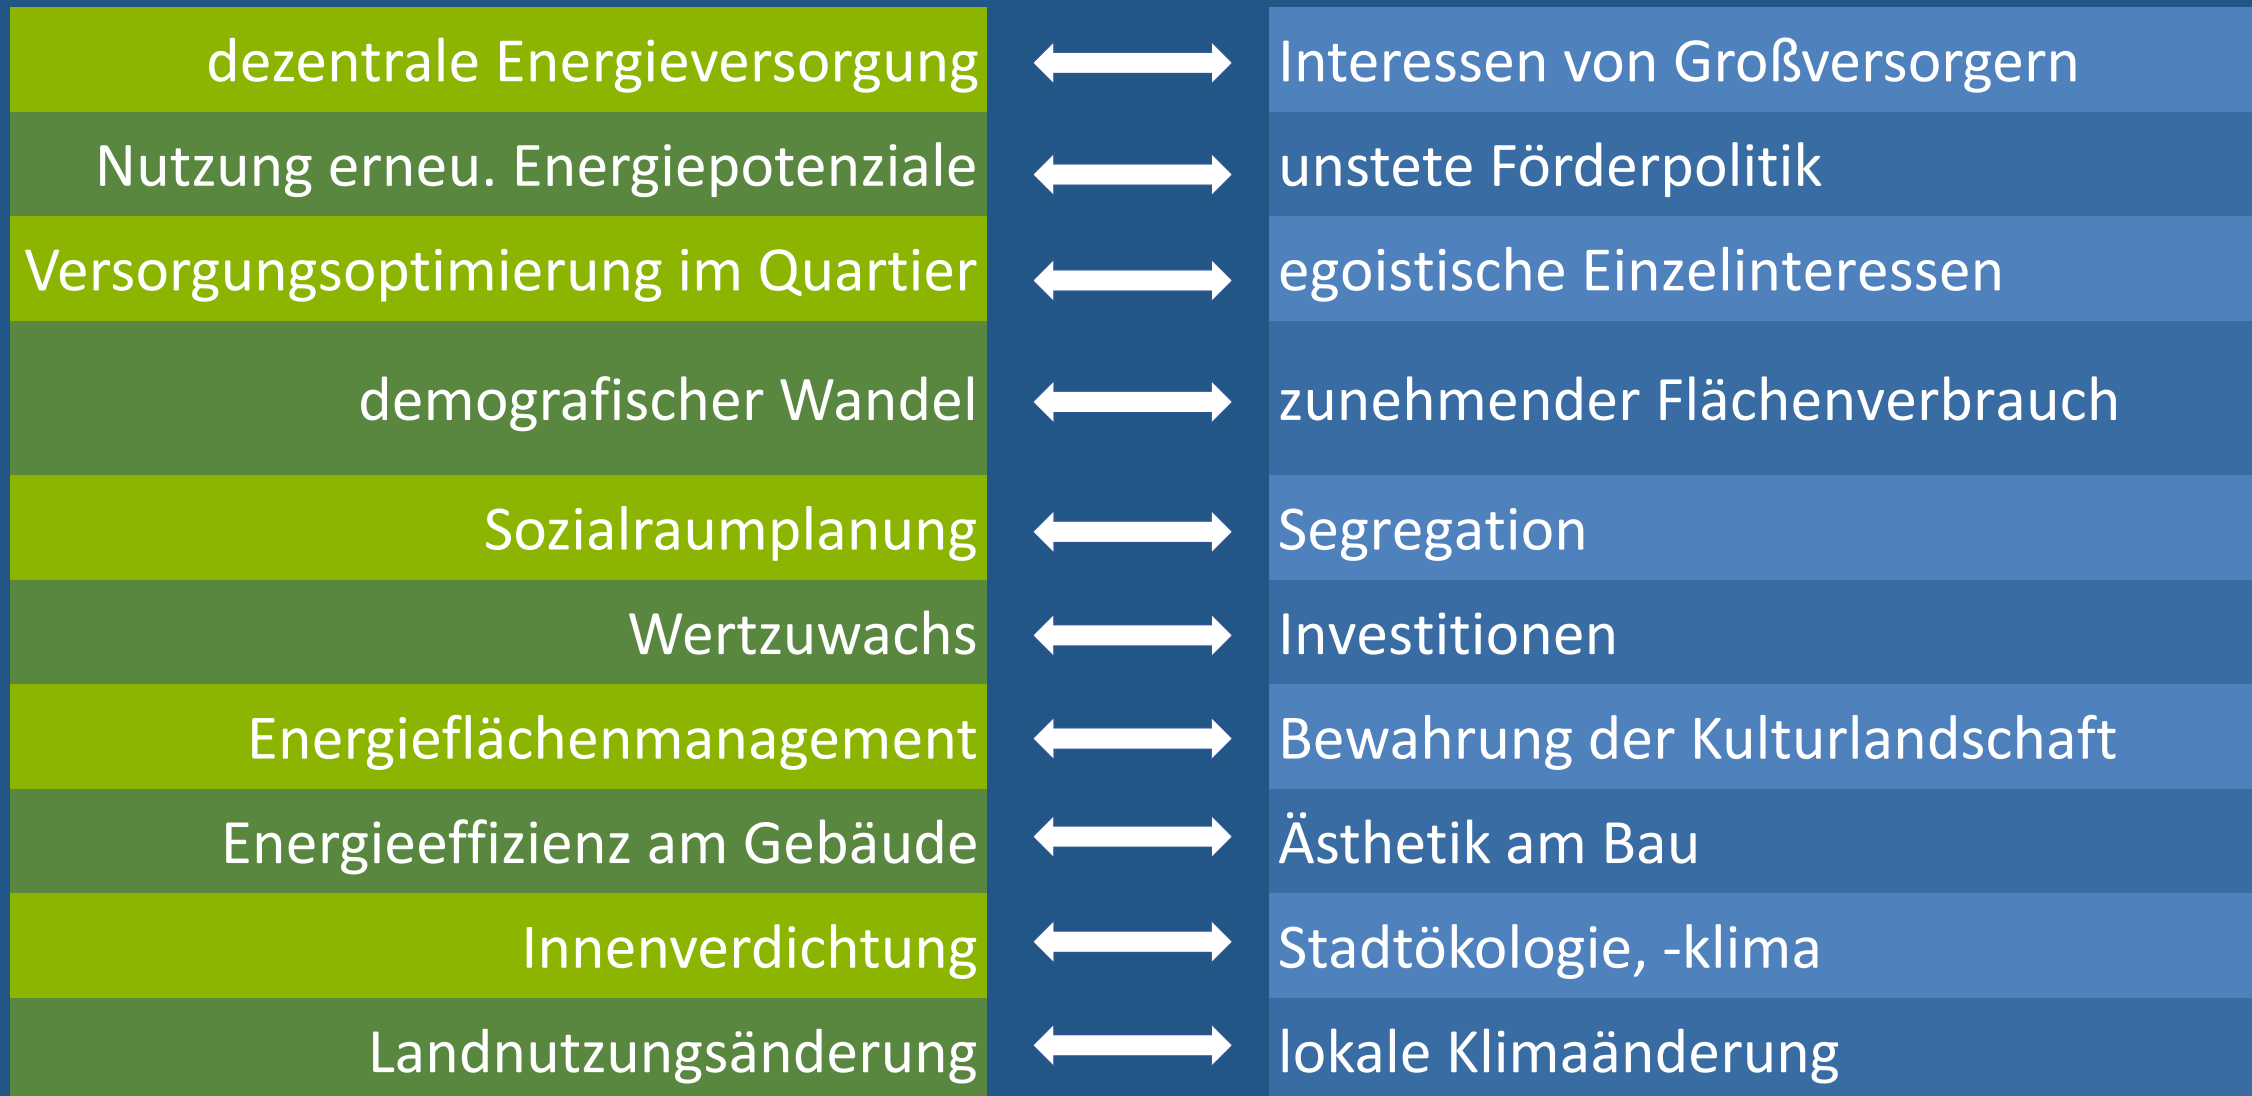 dezentrale Energieversorgung
Interessen von Großversorgern
Nutzung erneu. Energiepotenziale
unstete Förderpolitik
Versorgungsoptimierung im Quartier
egoistische Einzelinteressen
demografischer Wandel
zunehmender Flächenverbrauch
Sozialraumplanung
Segregation
Wertzuwachs
Investitionen
Energieflächenmanagement
Bewahrung der Kulturlandschaft
Energieeffizienz am Gebäude
Ästhetik am Bau
Innenverdichtung
Stadtökologie, -klima
Landnutzungsänderung
lokale Klimaänderung